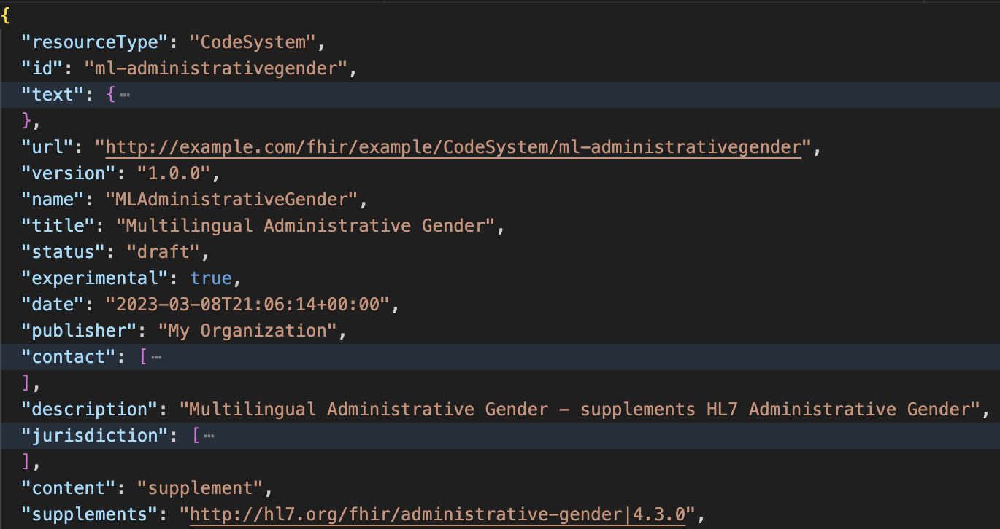 {
"resourceType": "CodeSystem",
"id": "ml-administrativegender",
"text": {⋯
},
"url": "http://example.com/fhir/example/CodeSystem/ml-administrativegender",
"version": "1.0.0",
"name": "MLAdministrativeGender",
"title": "Multilingual Administrative Gender",
"status": "draft",
"experimental": true,
"date": "2023-03-08T21:06:14+00:00",
"publisher": "My Organization",
"contact": [⋯
],
"description": "Multilingual Administrative Gender - supplements HL7 Administrative Gender",
"jurisdiction": [⋯
],
"content": "supplement",
"supplements": "http://hl7.org/fhir/administrative-gender|4.3.0",